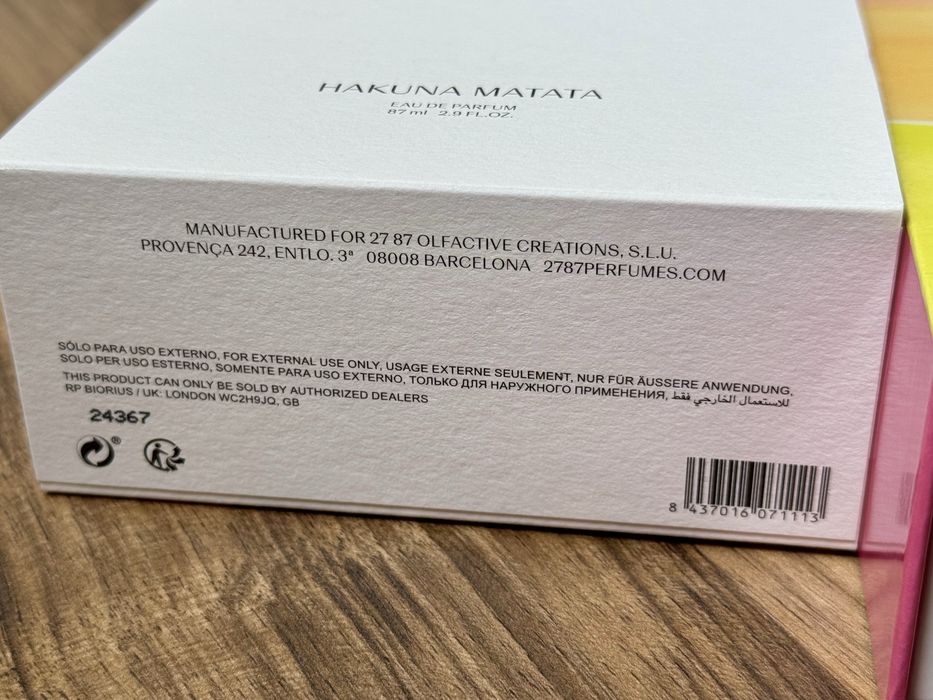 HAKUNA MATATA
EAU DE PARFUM
87 ml 2.9 FL.OZ.
MANUFACTURED FOR 27 87 OLFACTIVE CREATIONS, S.L.U.
PROVENÇA 242, ENTLO. 3ª 08008 BARCELONA 2787PERFUMES.COM
SÓLO PARA USO EXTERNO, FOR EXTERNAL USE ONLY, USAGE EXTERNE SEULEMENT, NUR FÜR ÄUSSERE ANWENDUNG,
SOLO PER USO ESTERNO, SOMENTE PARA USO EXTERNO, ТОЛЬКО ДЛЯ НАРУЖНОГО ПРИМЕНЕНИЯ, للاستعمال الخارجي فقط
THIS PRODUCT CAN ONLY BE SOLD BY AUTHORIZED DEALERS
RP BIORIUS / UK: LONDON WC2H9JQ, GB
24367
®
8 437016 071113